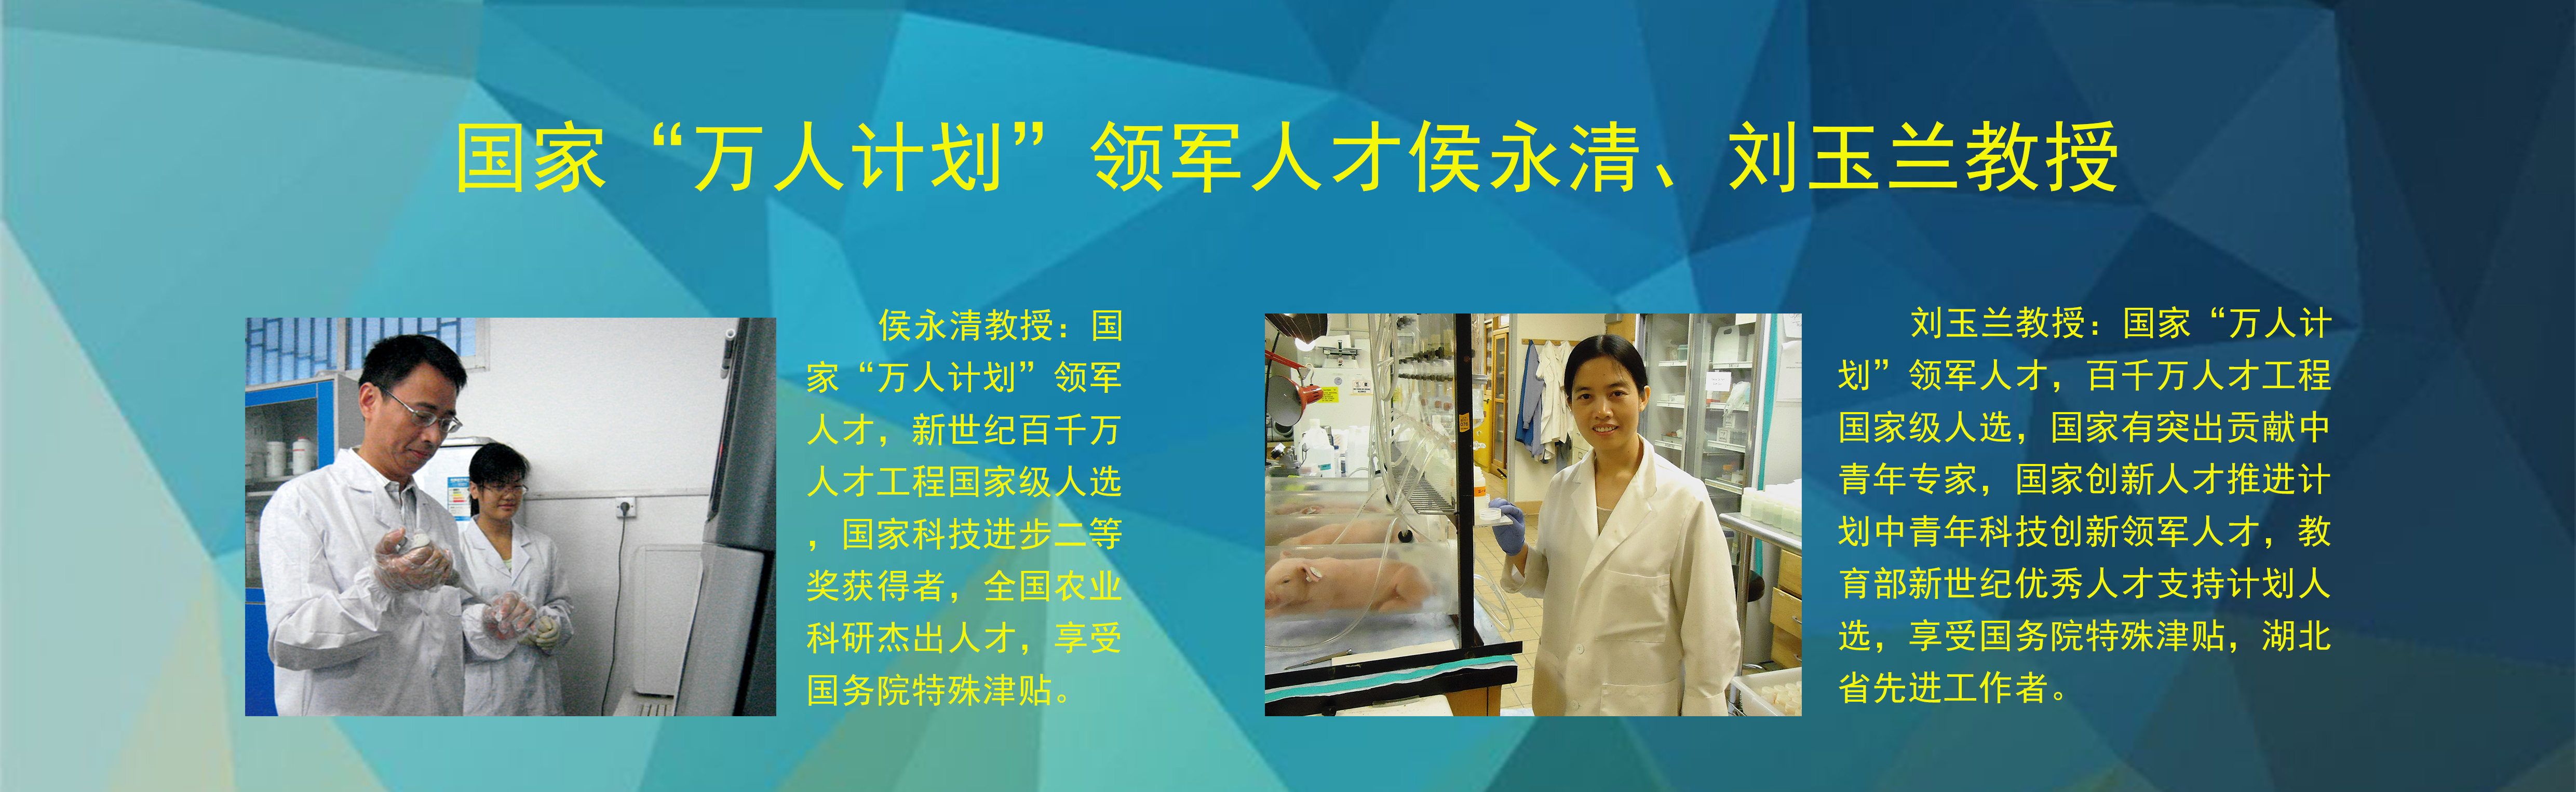 国家“万人计划”领军人才侯永清、刘玉兰教授
侯永清教授：国
家“万人计划”领军
人才，新世纪百千万
人才工程国家级人选
，国家科技进步二等
奖获得者，全国农业
科研杰出人才，享受
国务院特殊津贴。
刘玉兰教授：国家“万人计
划”领军人才，百千万人才工程
国家级人选，国家有突出贡献中
青年专家，国家创新人才推进计
划中青年科技创新领军人才，教
育部新世纪优秀人才支持计划人
选，享受国务院特殊津贴，湖北
省先进工作者。